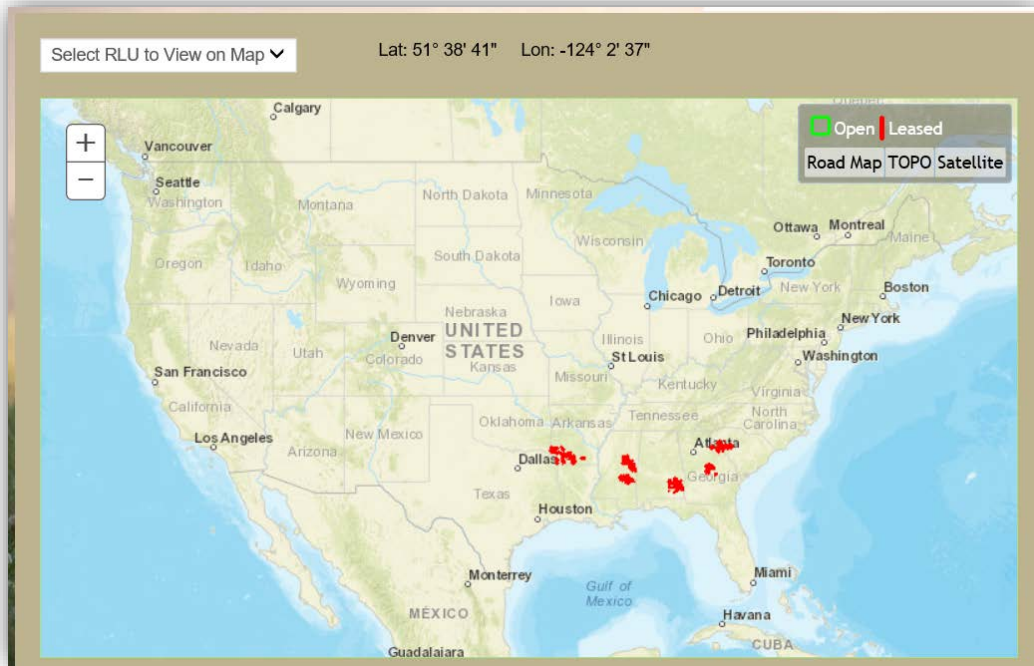 Select RLU to View on Map
Lat: 51° 38' 41" Lon: -124° 2' 37"
+
−
Open Leased
Road Map TOPO Satellite
Quebec
Calgary
Vancouver
Seattle
Washington
Montana
North Dakota
Minnesota
Ottawa
Montreal
Maine
Oregon
Idaho
Wyoming
South Dakota
Wisconsin
Toronto
Chicago
Detroit
New York
Boston
Nebraska
Iowa
New York
Nevada
Utah
Denver
Colorado
UNITED
STATES
Kansas
Illinois
Ohio
Philadelphia
St Louis
Washington
San Francisco
Missouri
Kentucky
Virginia
California
Los Angeles
Arizona
New Mexico
Oklahoma
Arkansas
Tennessee
North
Carolina
Atlanta
Dallas
Georgia
Texas
Houston
Monterrey
Gulf of
Mexico
Miami
MÉXICO
Havana
CUBA
Guadalajara